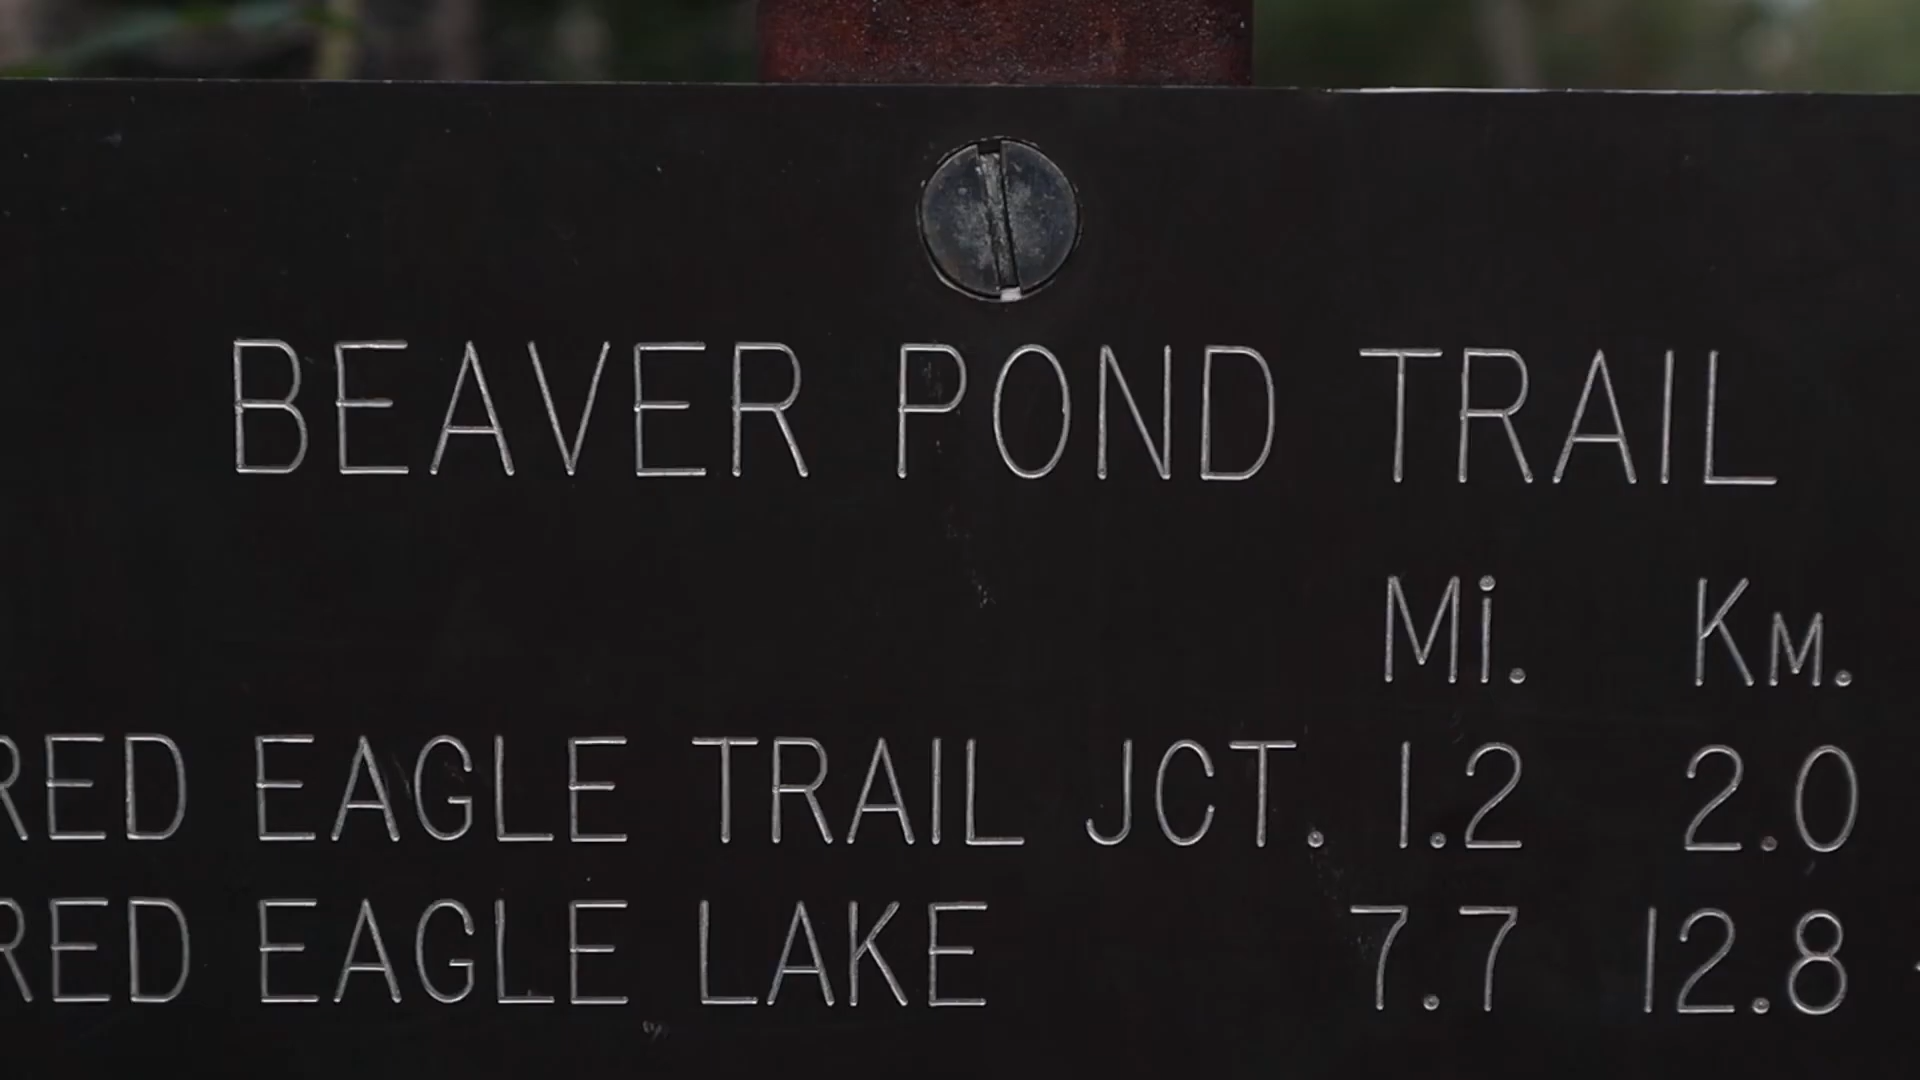 BEAVER POND TRAIL
Mi. KM.
RED EAGLE TRAIL JCT. 1.2 2.0
RED EAGLE LAKE 7.7 12.8